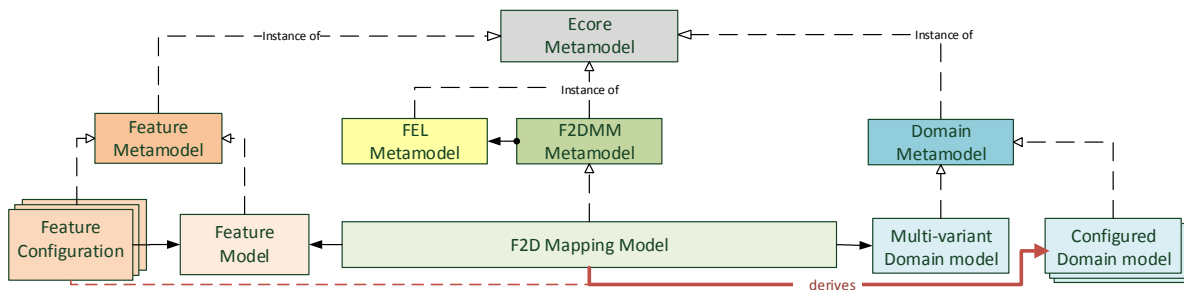 Ecore
Metamodel
Instance of
Instance of
Instance of
Feature
Metamodel
FEL
Metamodel
F2DMM
Metamodel
Domain
Metamodel
Feature
Configuration
Feature
Model
F2D Mapping Model
Multi-variant
Domain model
Configured
Domain model
derives